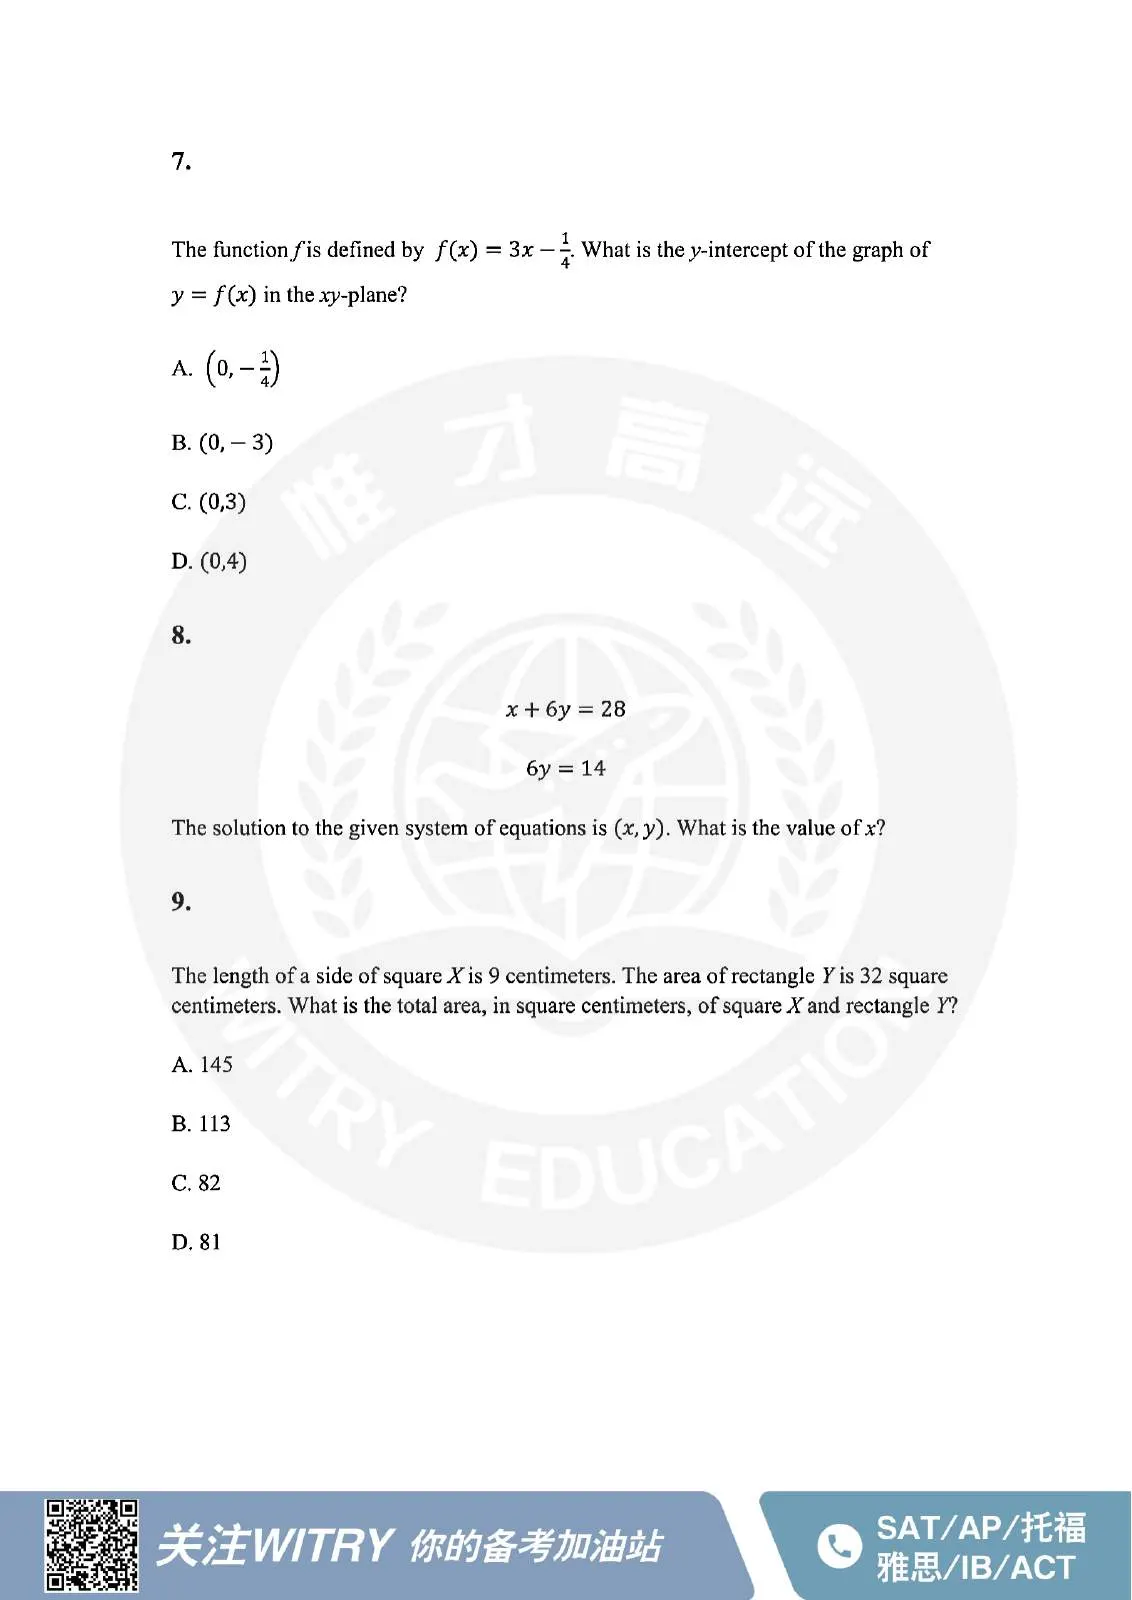 7.
The function f is defined by f(x) = 3x − 1/4. What is the y-intercept of the graph of
y = f(x) in the xy-plane?
A. (0, − 1/4)
B. (0, − 3)
C. (0,3)
D. (0,4)
8.
x + 6y = 28
6y = 14
The solution to the given system of equations is (x, y). What is the value of x?
9.
The length of a side of square X is 9 centimeters. The area of rectangle Y is 32 square
centimeters. What is the total area, in square centimeters, of square X and rectangle Y?
A. 145
B. 113
C. 82
D. 81
惟才高远
WITRY EDUCATION
关注WITRY 你的备考加油站
SAT/AP/托福
雅思/IB/ACT